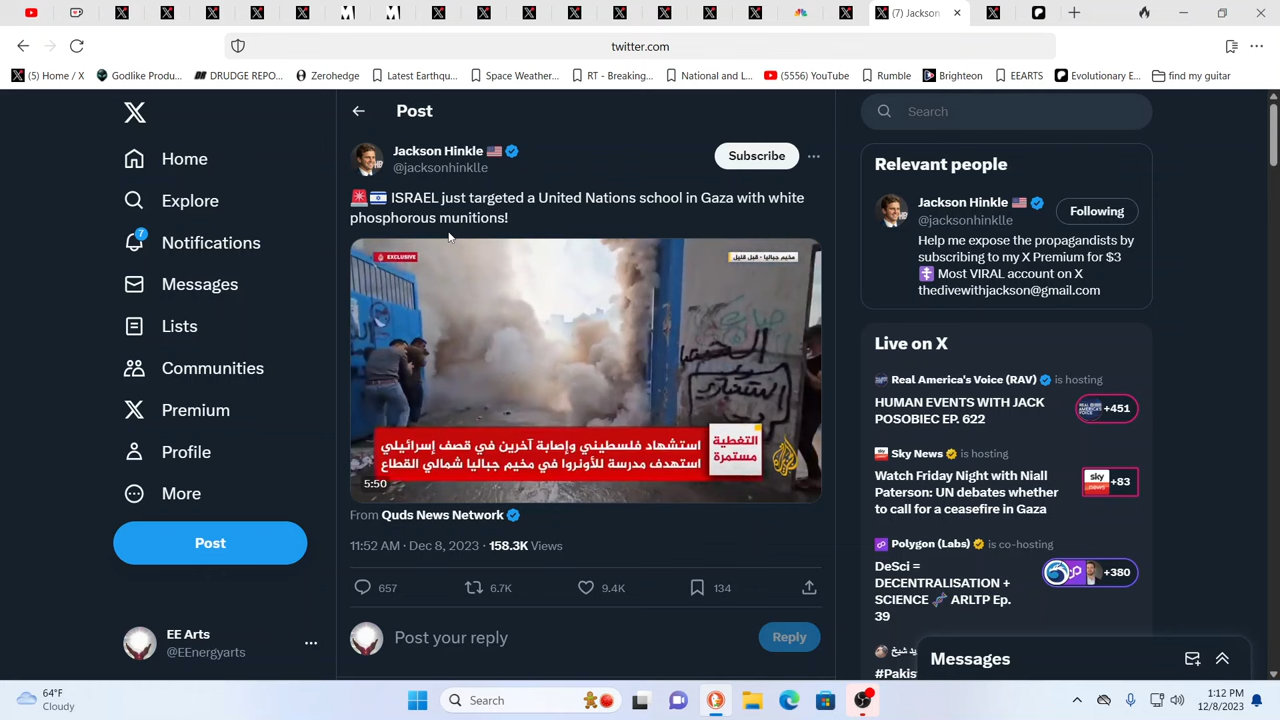 (7) Jackson
twitter.com
(5) Home / X
Godlike Produ...
DRUDGE REPO...
Zerohedge
Latest Earthqu...
Space Weather...
RT - Breaking...
National and L...
(5556) YouTube
Rumble
Brighteon
EEARTS
Evolutionary E...
find my guitar
Home
Explore
7
Notifications
Messages
Lists
Communities
Premium
Profile
More
Post
EE Arts
@EEnergyarts
Post
Jackson Hinkle
@jacksonhinklle
Subscribe
ISRAEL just targeted a United Nations school in Gaza with white
phosphorous munitions!
EXCLUSIVE
مخيم جباليا - قبل قليل
استشهاد فلسطيني وإصابة آخرين في قصف إسرائيلي
استهدف مدرسة للأونروا في مخيم جباليا شمالي القطاع
التغطية
مستمرة
5:50
From Quds News Network
11:52 AM · Dec 8, 2023 · 158.3K Views
657
6.7K
9.4K
134
Post your reply
Reply
Search
Relevant people
Jackson Hinkle
@jacksonhinklle
Following
Help me expose the propagandists by
subscribing to my X Premium for $3
Most VIRAL account on X
thedivewithjackson@gmail.com
Live on X
Real America's Voice (RAV) is hosting
HUMAN EVENTS WITH JACK
POSOBIEC EP. 622
+451
Sky News is hosting
Watch Friday Night with Niall
Paterson: UN debates whether
to call for a ceasefire in Gaza
sky news
+83
Polygon (Labs) is co-hosting
DeSci =
DECENTRALISATION +
SCIENCE ARLTP Ep.
39
+380
#Pakis
Messages
64°F
Cloudy
Search
1:12 PM
12/8/2023